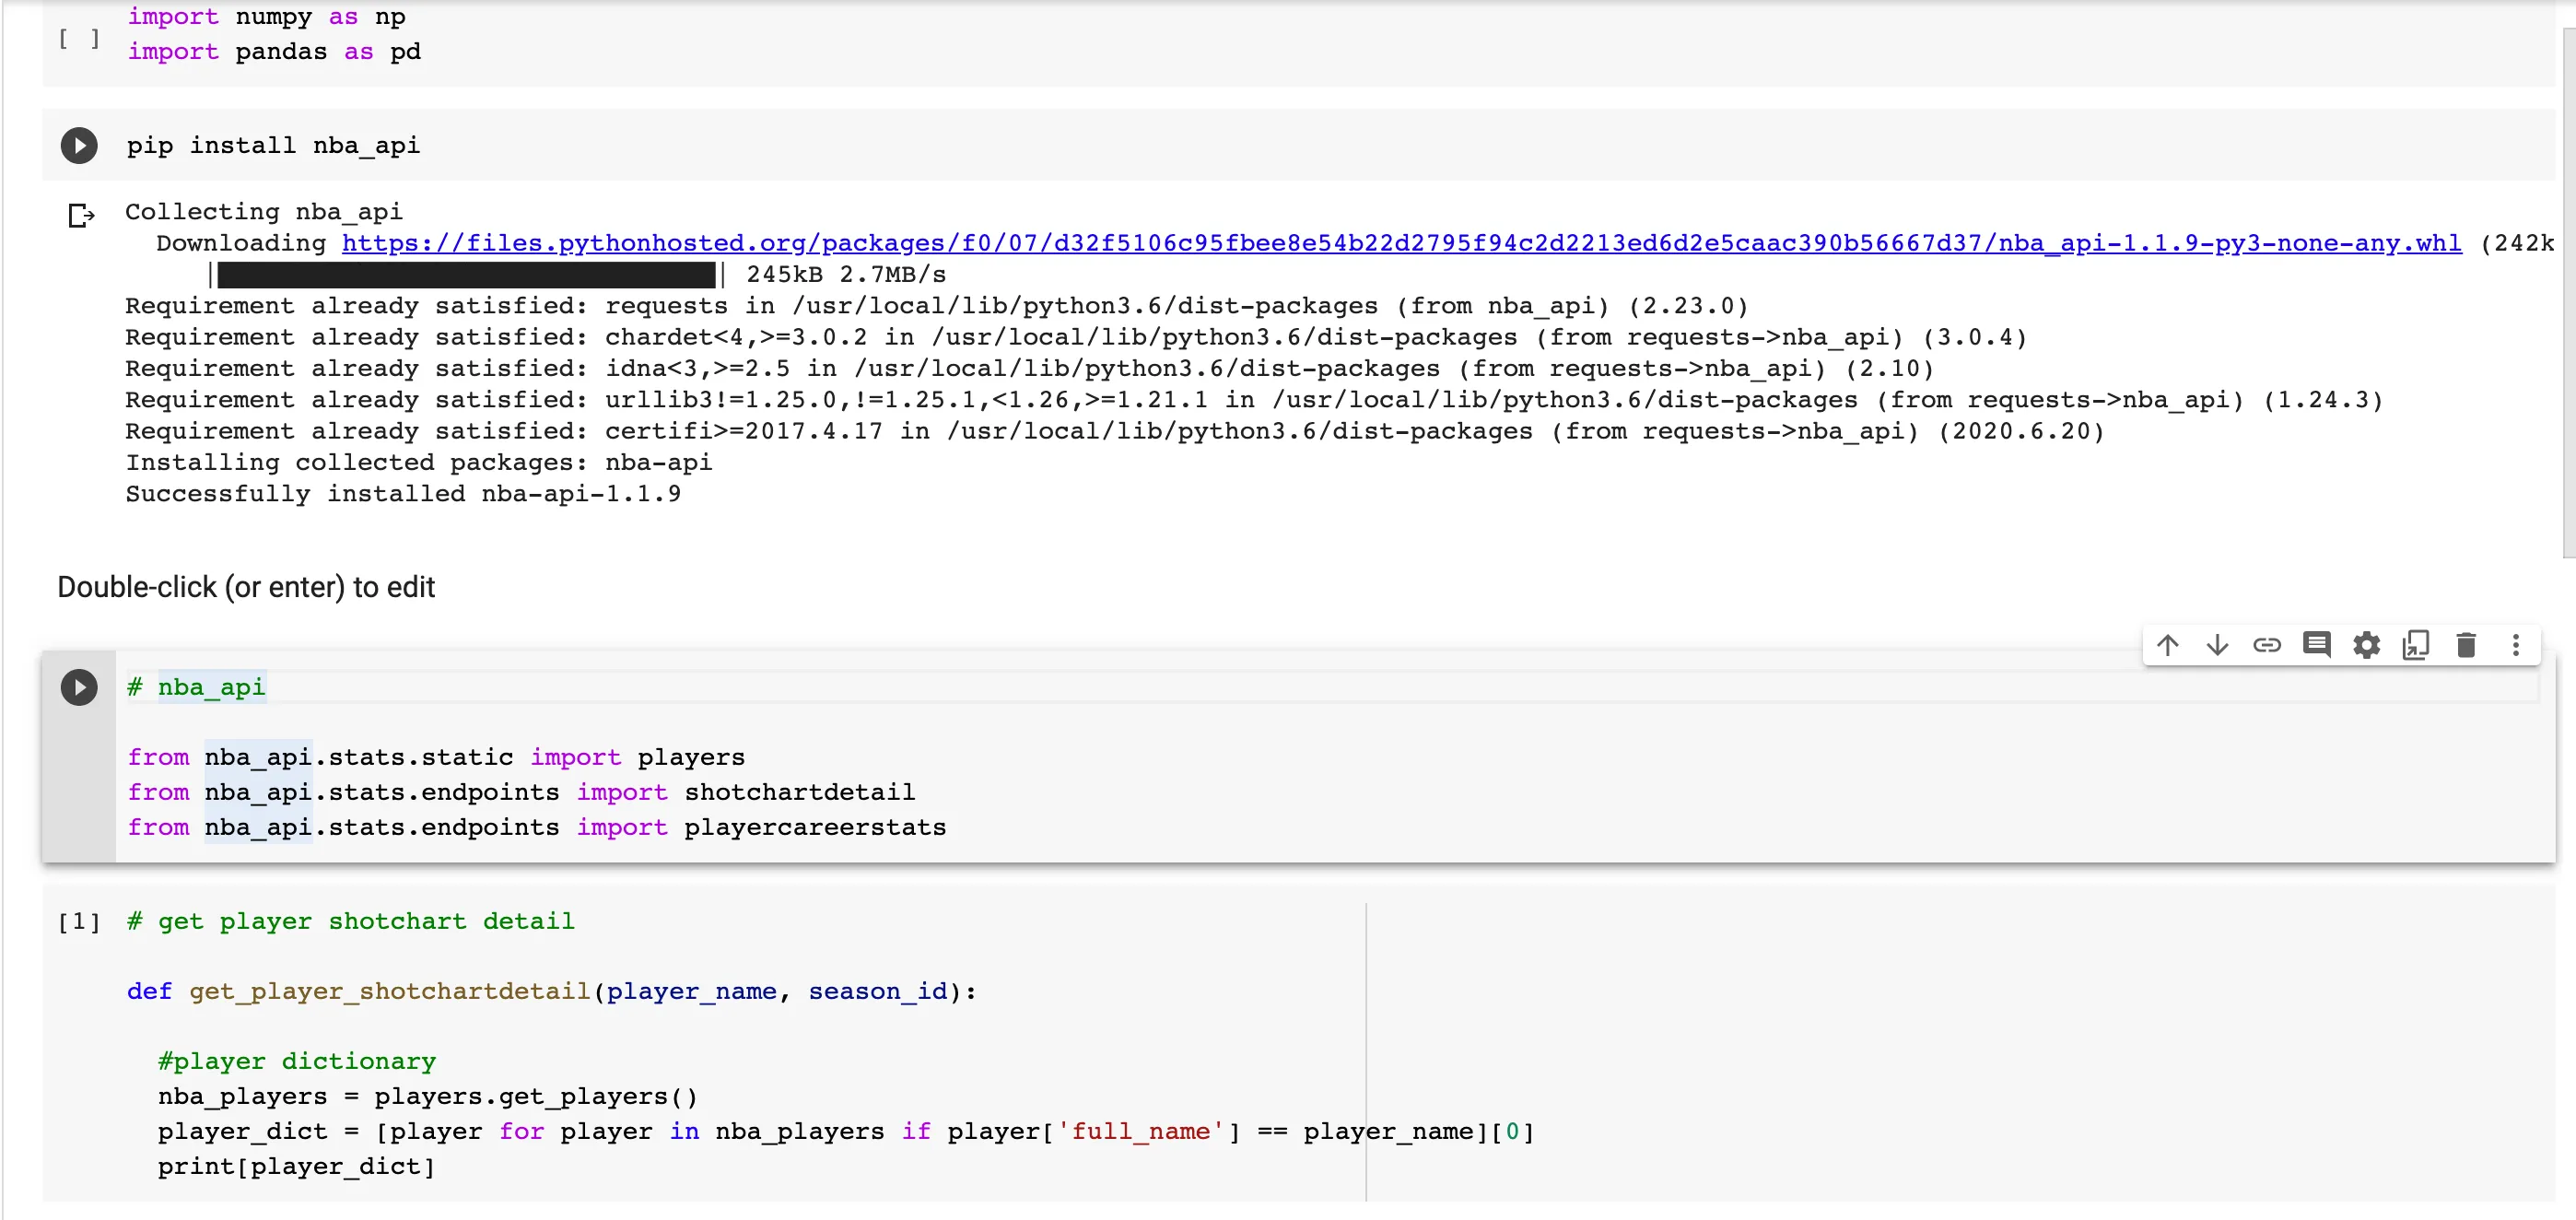 import numpy as np
[ ]
import pandas as pd
pip install nba_api
Collecting nba_api
Downloading https://files.pythonhosted.org/packages/f0/07/d32f5106c95fbee8e54b22d2795f94c2d2213ed6d2e5caac390b56667d37/nba_api-1.1.9-py3-none-any.whl (242k
|████████████████████████████████| 245kB 2.7MB/s
Requirement already satisfied: requests in /usr/local/lib/python3.6/dist-packages (from nba_api) (2.23.0)
Requirement already satisfied: chardet<4,>=3.0.2 in /usr/local/lib/python3.6/dist-packages (from requests->nba_api) (3.0.4)
Requirement already satisfied: idna<3,>=2.5 in /usr/local/lib/python3.6/dist-packages (from requests->nba_api) (2.10)
Requirement already satisfied: urllib3!=1.25.0,!=1.25.1,<1.26,>=1.21.1 in /usr/local/lib/python3.6/dist-packages (from requests->nba_api) (1.24.3)
Requirement already satisfied: certifi>=2017.4.17 in /usr/local/lib/python3.6/dist-packages (from requests->nba_api) (2020.6.20)
Installing collected packages: nba-api
Successfully installed nba-api-1.1.9
Double-click (or enter) to edit
# nba_api
from nba_api.stats.static import players
from nba_api.stats.endpoints import shotchartdetail
from nba_api.stats.endpoints import playercareerstats
[1] # get player shotchart detail
def get_player_shotchartdetail(player_name, season_id):
#player dictionary
nba_players = players.get_players()
player_dict = [player for player in nba_players if player['full_name'] == player_name][0]
print[player_dict]